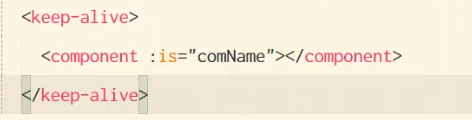 <keep-alive>
<component :is="comName"></component>
</keep-alive>